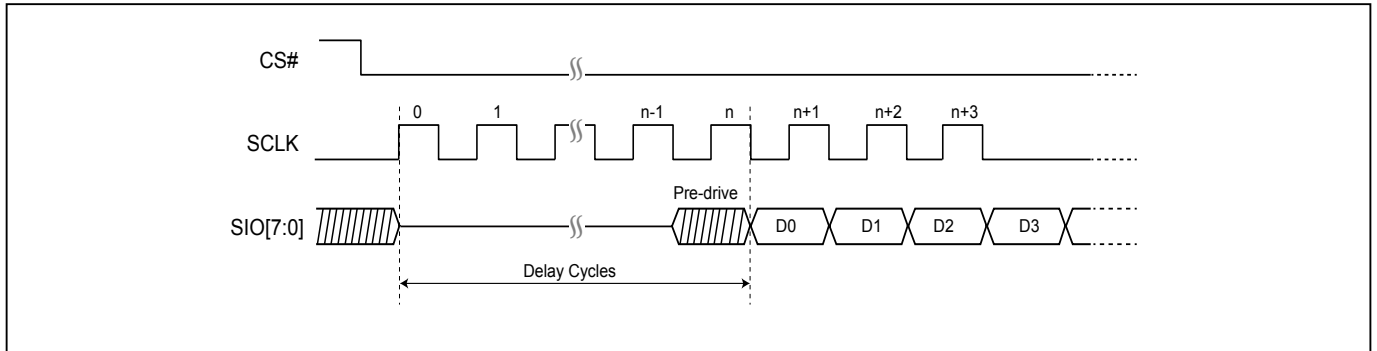 CS#
0 1 n-1 n n+1 n+2 n+3
SCLK
Pre-drive
SIO[7:0] D0 D1 D2 D3
Delay Cycles